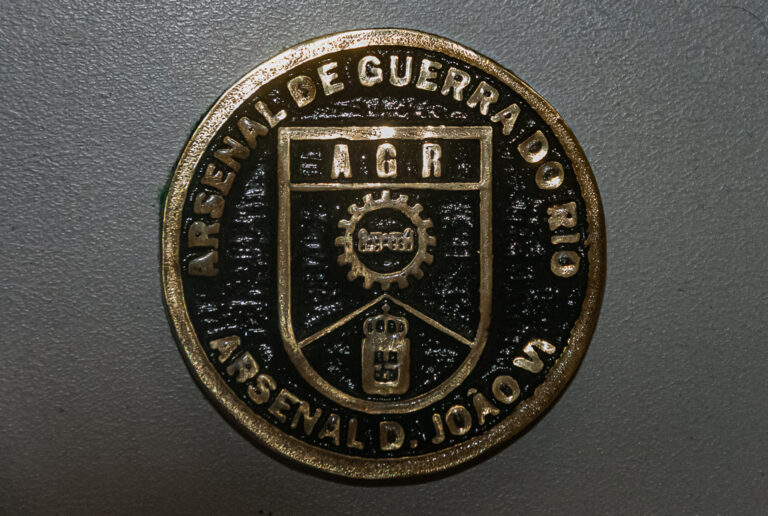 ARSENAL DE GUERRA DO RIO
AGR
ARSENAL D. JOÃO VI